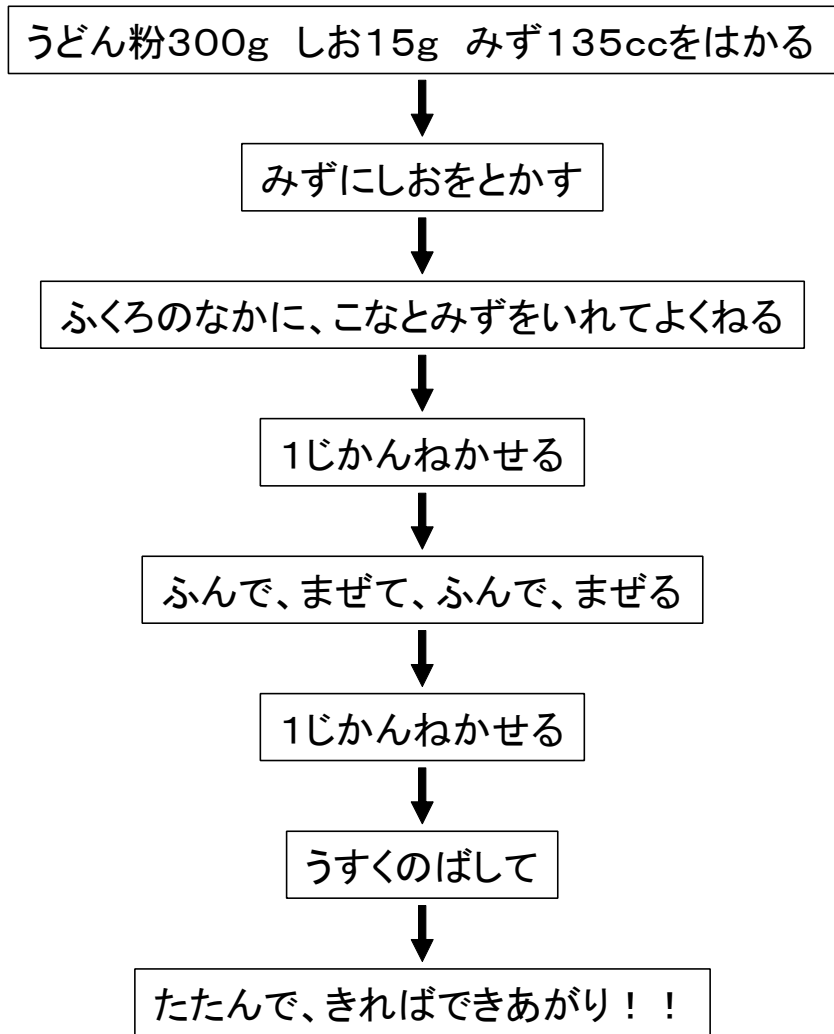 うどん粉300g　しお15g　みず135ccをはかる
みずにしおをとかす
ふくろのなかに、こなとみずをいれてよくねる
1じかんねかせる
ふんで、まぜて、ふんで、まぜる
1じかんねかせる
うすくのばして
たたんで、きればできあがり！！